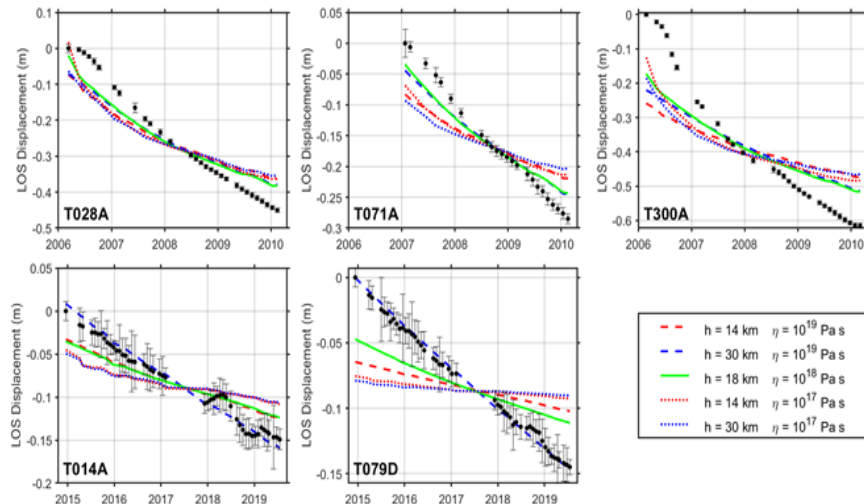 LOS Displacement (m)
0.1
0
-0.1
-0.2
-0.3
-0.4
-0.5
T028A
2006 2007 2008 2009 2010
LOS Displacement (m)
0.05
0
-0.05
-0.1
-0.15
-0.2
-0.25
-0.3
T071A
2006 2007 2008 2009 2010
LOS Displacement (m)
0
-0.1
-0.2
-0.3
-0.4
-0.5
-0.6
T300A
2006 2007 2008 2009 2010
LOS Displacement (m)
0.05
0
-0.05
-0.1
-0.15
-0.2
T014A
2015 2016 2017 2018 2019
LOS Displacement (m)
0
-0.05
-0.1
-0.15
T079D
2015 2016 2017 2018 2019
h = 14 km η = 10¹⁹ Pa s
h = 30 km η = 10¹⁹ Pa s
h = 18 km η = 10¹⁸ Pa s
h = 14 km η = 10¹⁷ Pa s
h = 30 km η = 10¹⁷ Pa s